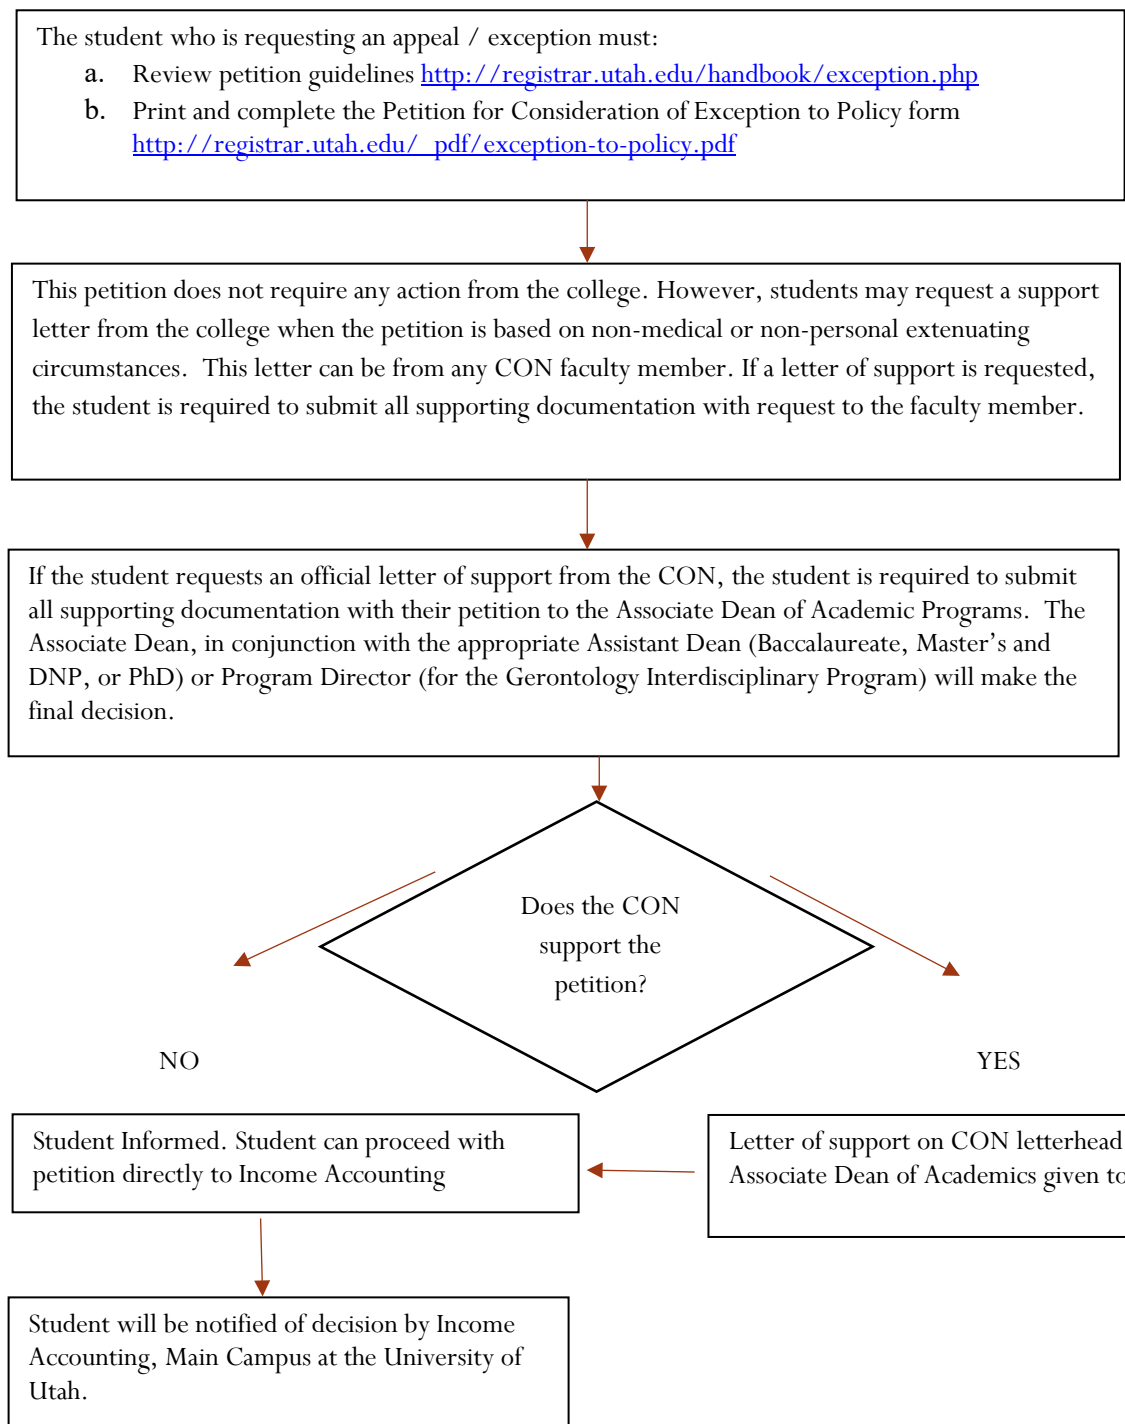 The student who is requesting an appeal / exception must:
a. Review petition guidelines http://registrar.utah.edu/handbook/exception.php
b. Print and complete the Petition for Consideration of Exception to Policy form
http://registrar.utah.edu/_pdf/exception-to-policy.pdf
This petition does not require any action from the college. However, students may request a support
letter from the college when the petition is based on non-medical or non-personal extenuating
circumstances. This letter can be from any CON faculty member. If a letter of support is requested,
the student is required to submit all supporting documentation with request to the faculty member.
If the student requests an official letter of support from the CON, the student is required to submit
all supporting documentation with their petition to the Associate Dean of Academic Programs. The
Associate Dean, in conjunction with the appropriate Assistant Dean (Baccalaureate, Master’s and
DNP, or PhD) or Program Director (for the Gerontology Interdisciplinary Program) will make the
final decision.
Does the CON
support the
petition?
NO
YES
Student Informed. Student can proceed with
petition directly to Income Accounting
Letter of support on CON letterhead
Associate Dean of Academics given to
Student will be notified of decision by Income
Accounting, Main Campus at the University of
Utah.